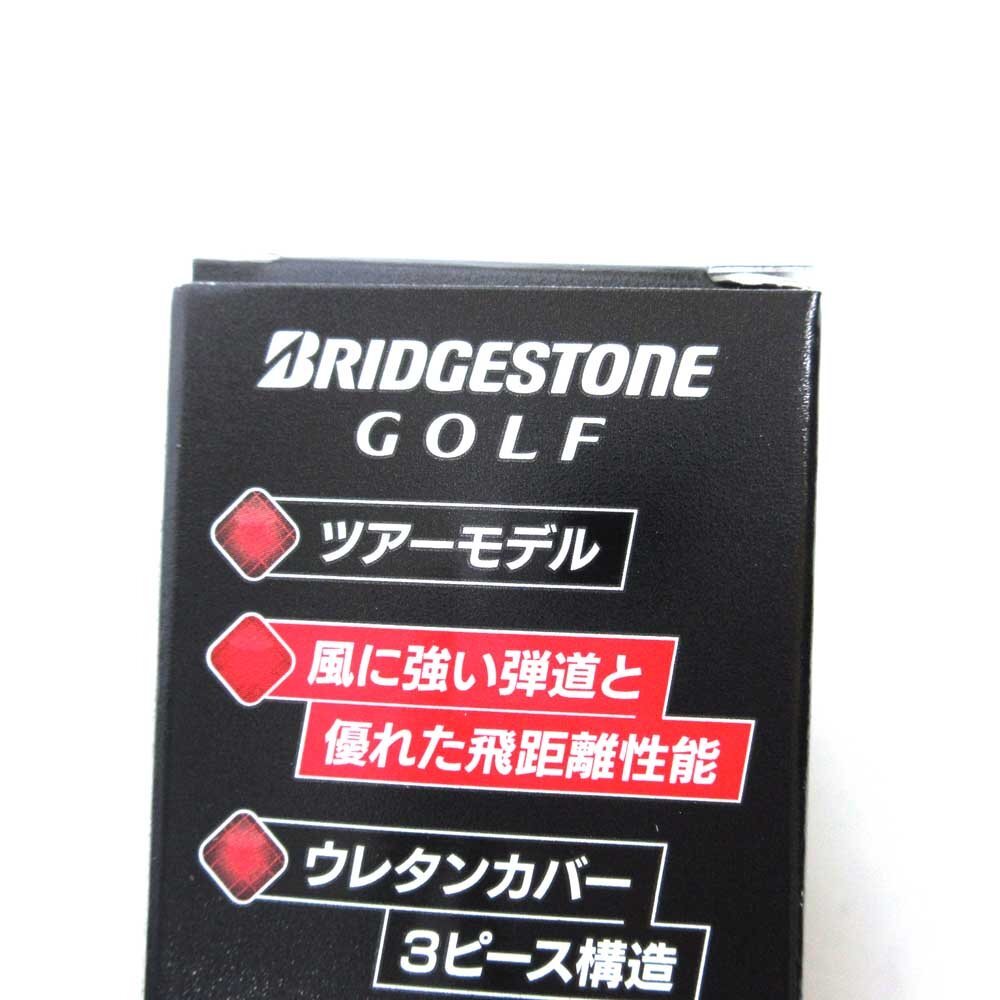 BRIDGESTONE
GOLF
ツアーモデル
風に強い弾道と
優れた飛距離性能
ウレタンカバー
3ピース構造